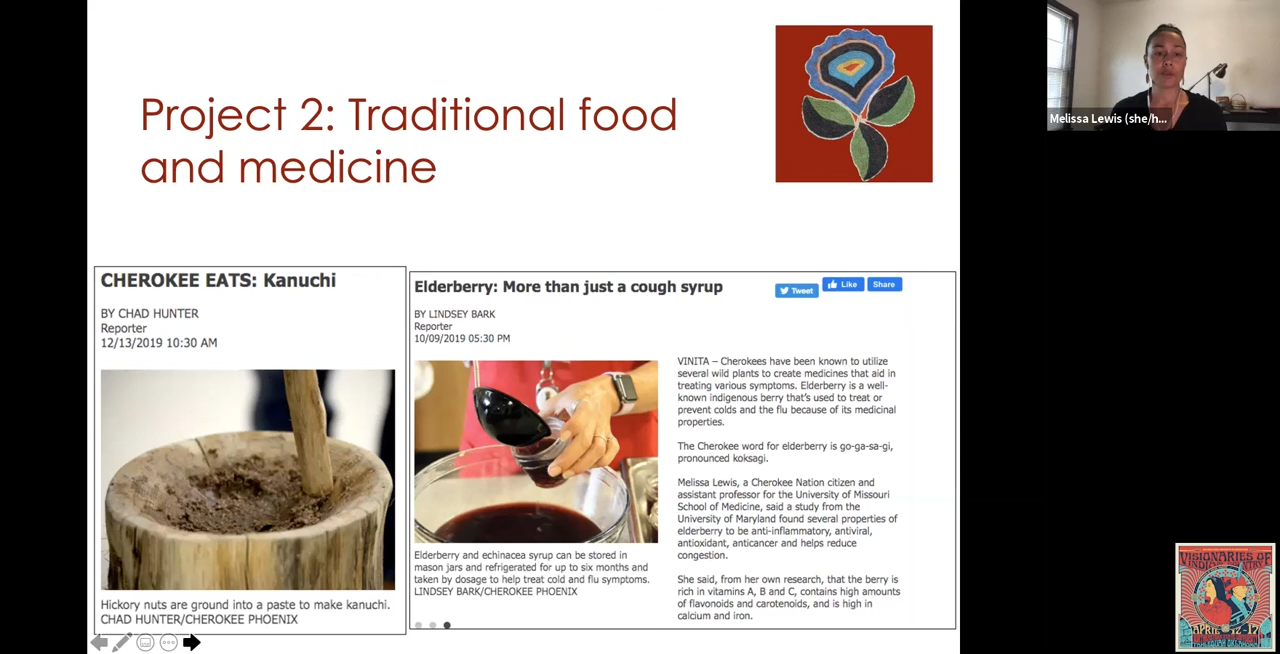 Project 2: Traditional food
and medicine
Melissa Lewis (she/h...
CHEROKEE EATS: Kanuchi
BY CHAD HUNTER
Reporter
12/13/2019 10:30 AM
Hickory nuts are ground into a paste to make kanuchi.
CHAD HUNTER/CHEROKEE PHOENIX
Elderberry: More than just a cough syrup
Tweet
Like
Share
BY LINDSEY BARK
Reporter
10/09/2019 05:30 PM
Elderberry and echinacea syrup can be stored in
mason jars and refrigerated for up to six months and
taken by dosage to help treat cold and flu symptoms.
LINDSEY BARK/CHEROKEE PHOENIX
VINITA – Cherokees have been known to utilize
several wild plants to create medicines that aid in
treating various symptoms. Elderberry is a well-
known indigenous berry that's used to treat or
prevent colds and the flu because of its medicinal
properties.
The Cherokee word for elderberry is go-ga-sa-gi,
pronounced koksagi.
Melissa Lewis, a Cherokee Nation citizen and
assistant professor for the University of Missouri
School of Medicine, said a study from the
University of Maryland found several properties of
elderberry to be anti-inflammatory, antiviral,
antioxidant, anticancer and helps reduce
congestion.
She said, from her own research, that the berry is
rich in vitamins A, B and C, contains high amounts
of flavonoids and carotenoids, and is high in
calcium and iron.
VISIONARIES OF
APRIL 12-17